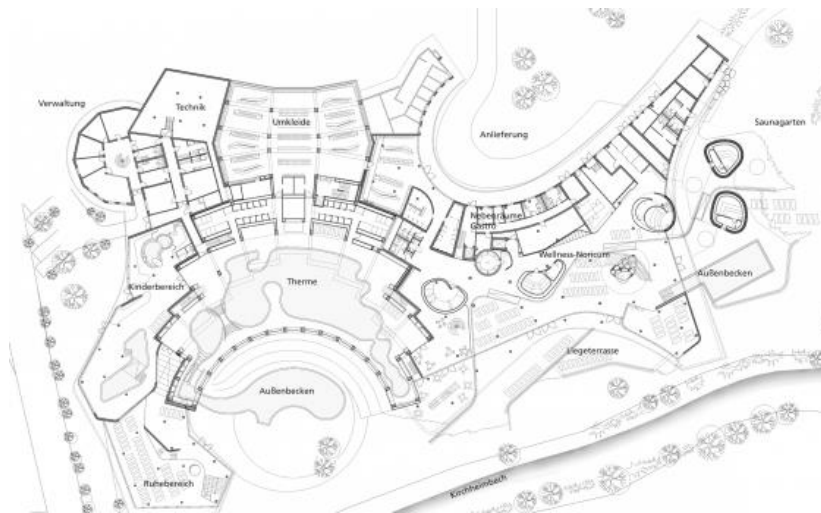 Verwaltung
Technik
Umkleide
Anlieferung
Saunagarten
Nebenräume
Gastro
Wellness-Noricum
Außenbecken
Kinderbereich
Therme
Liegeterrasse
Außenbecken
Ruhebereich
Kirchheimbach